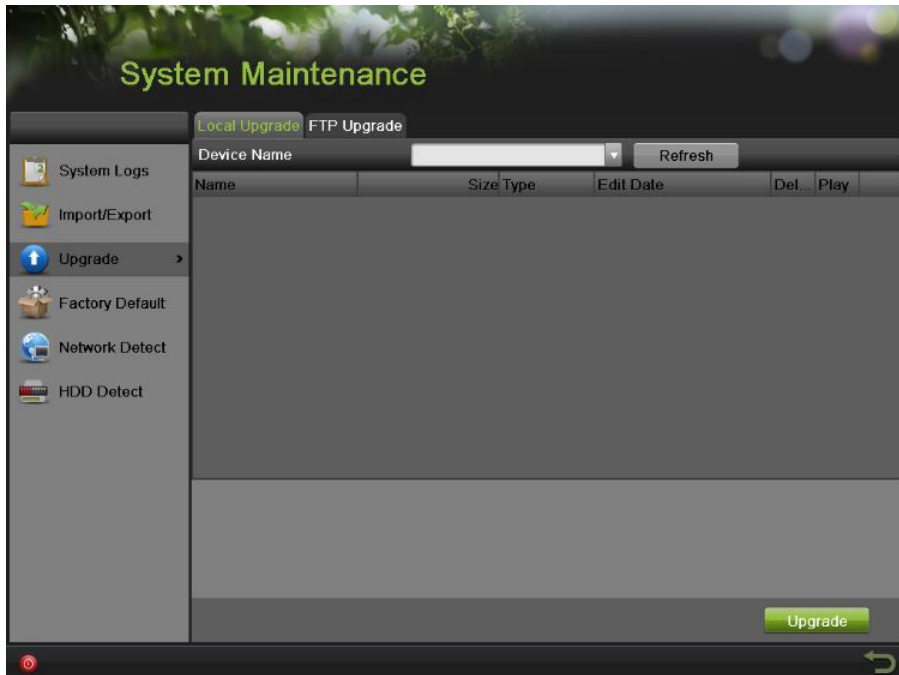 System Maintenance
Local Upgrade FTP Upgrade
Device Name Refresh
Name Size Type Edit Date Del... Play
System Logs
Import/Export
Upgrade >
Factory Default
Network Detect
HDD Detect
Upgrade